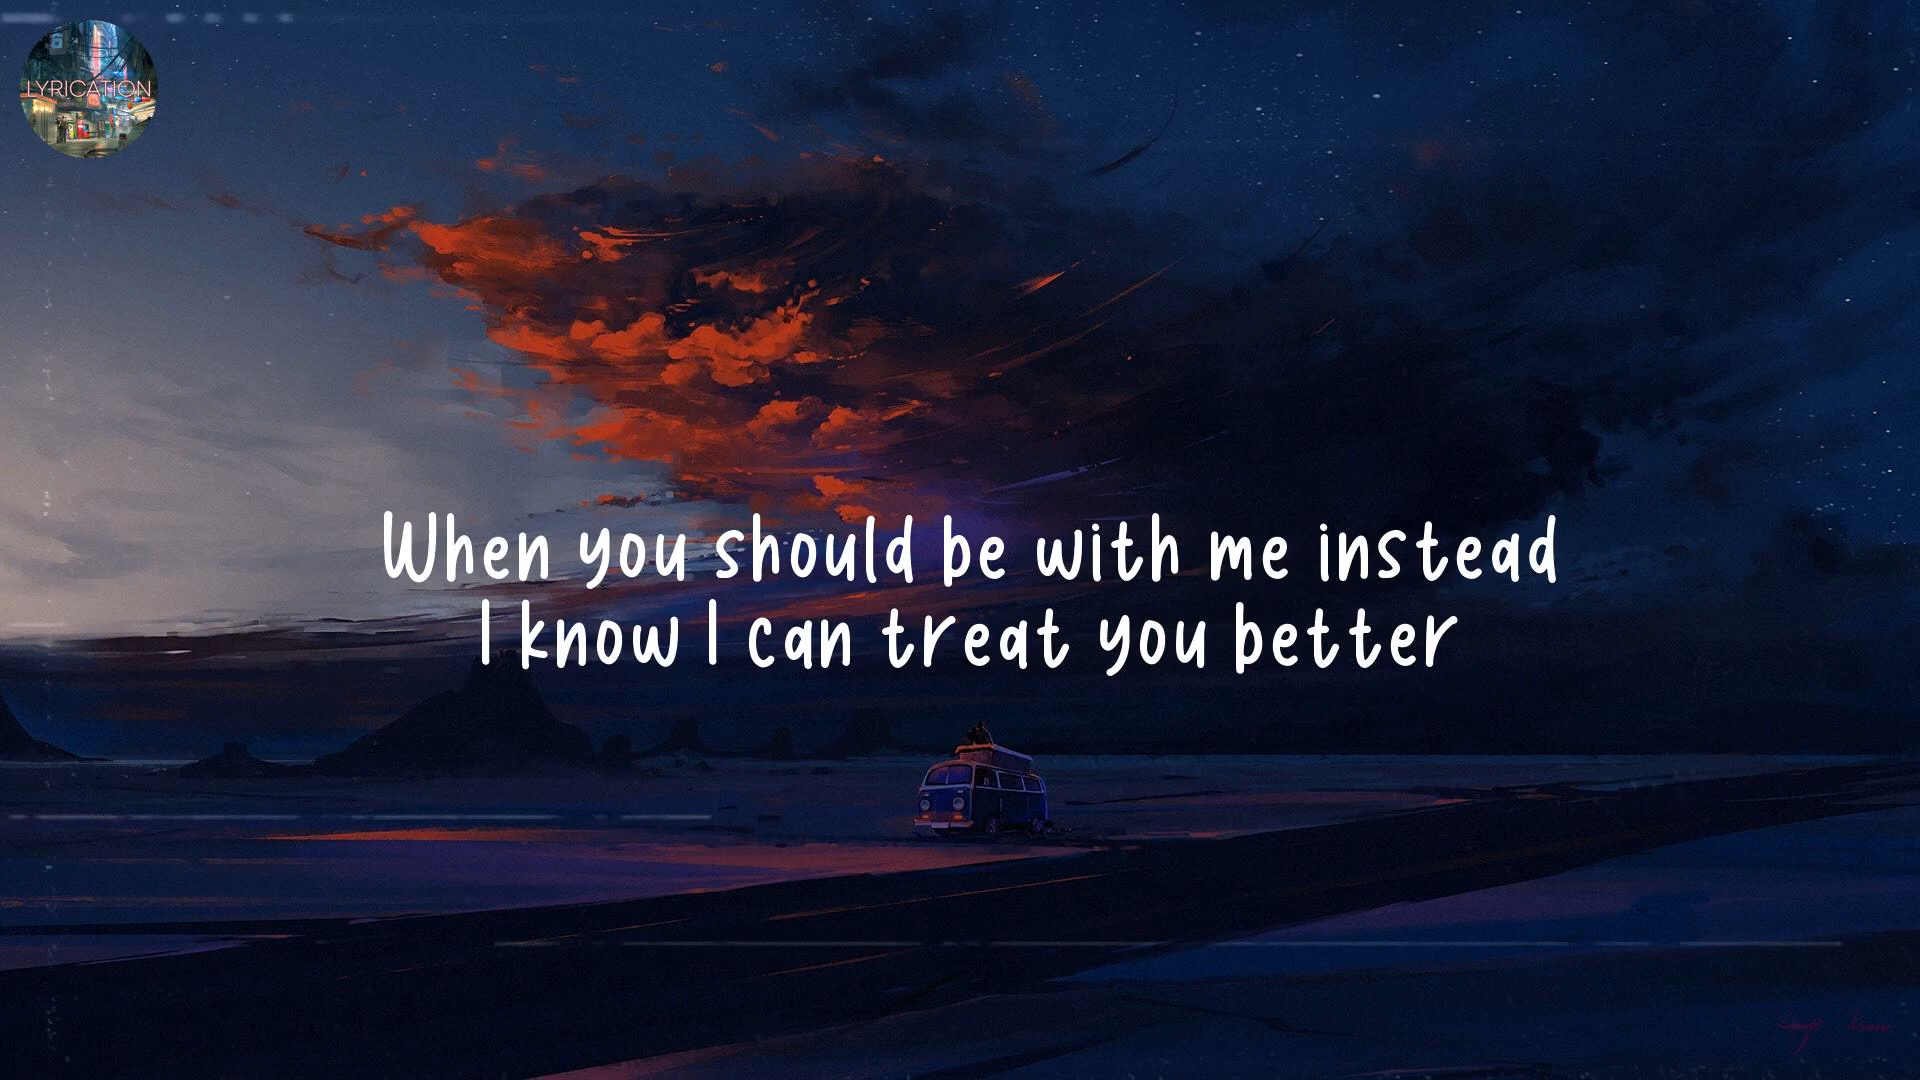 LYRICATION
When you should be with me instead
I know I can treat you better